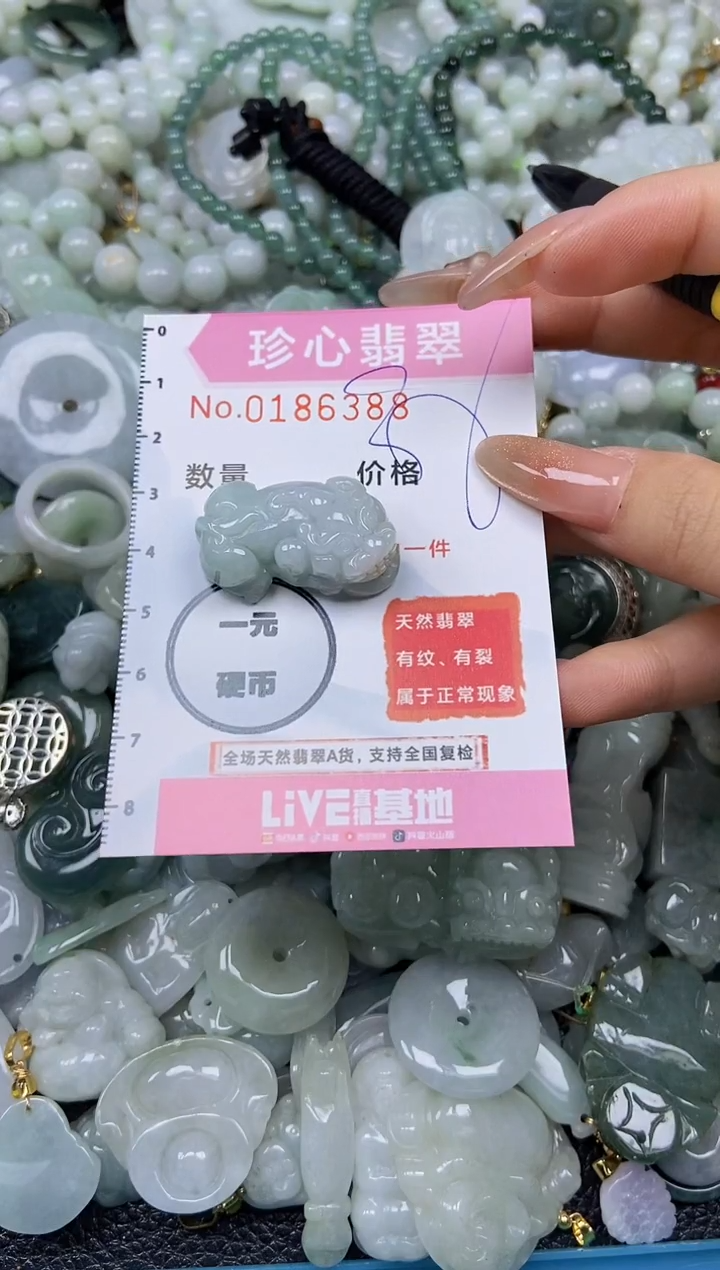 珍心翡翠
No.0186388
数量 价格
一件
一元
硬币
天然翡翠
有纹、有裂
属于正常现象
全场天然翡翠A货，支持全国复检
LiVE直播基地
0
1
2
3
4
5
6
7
8